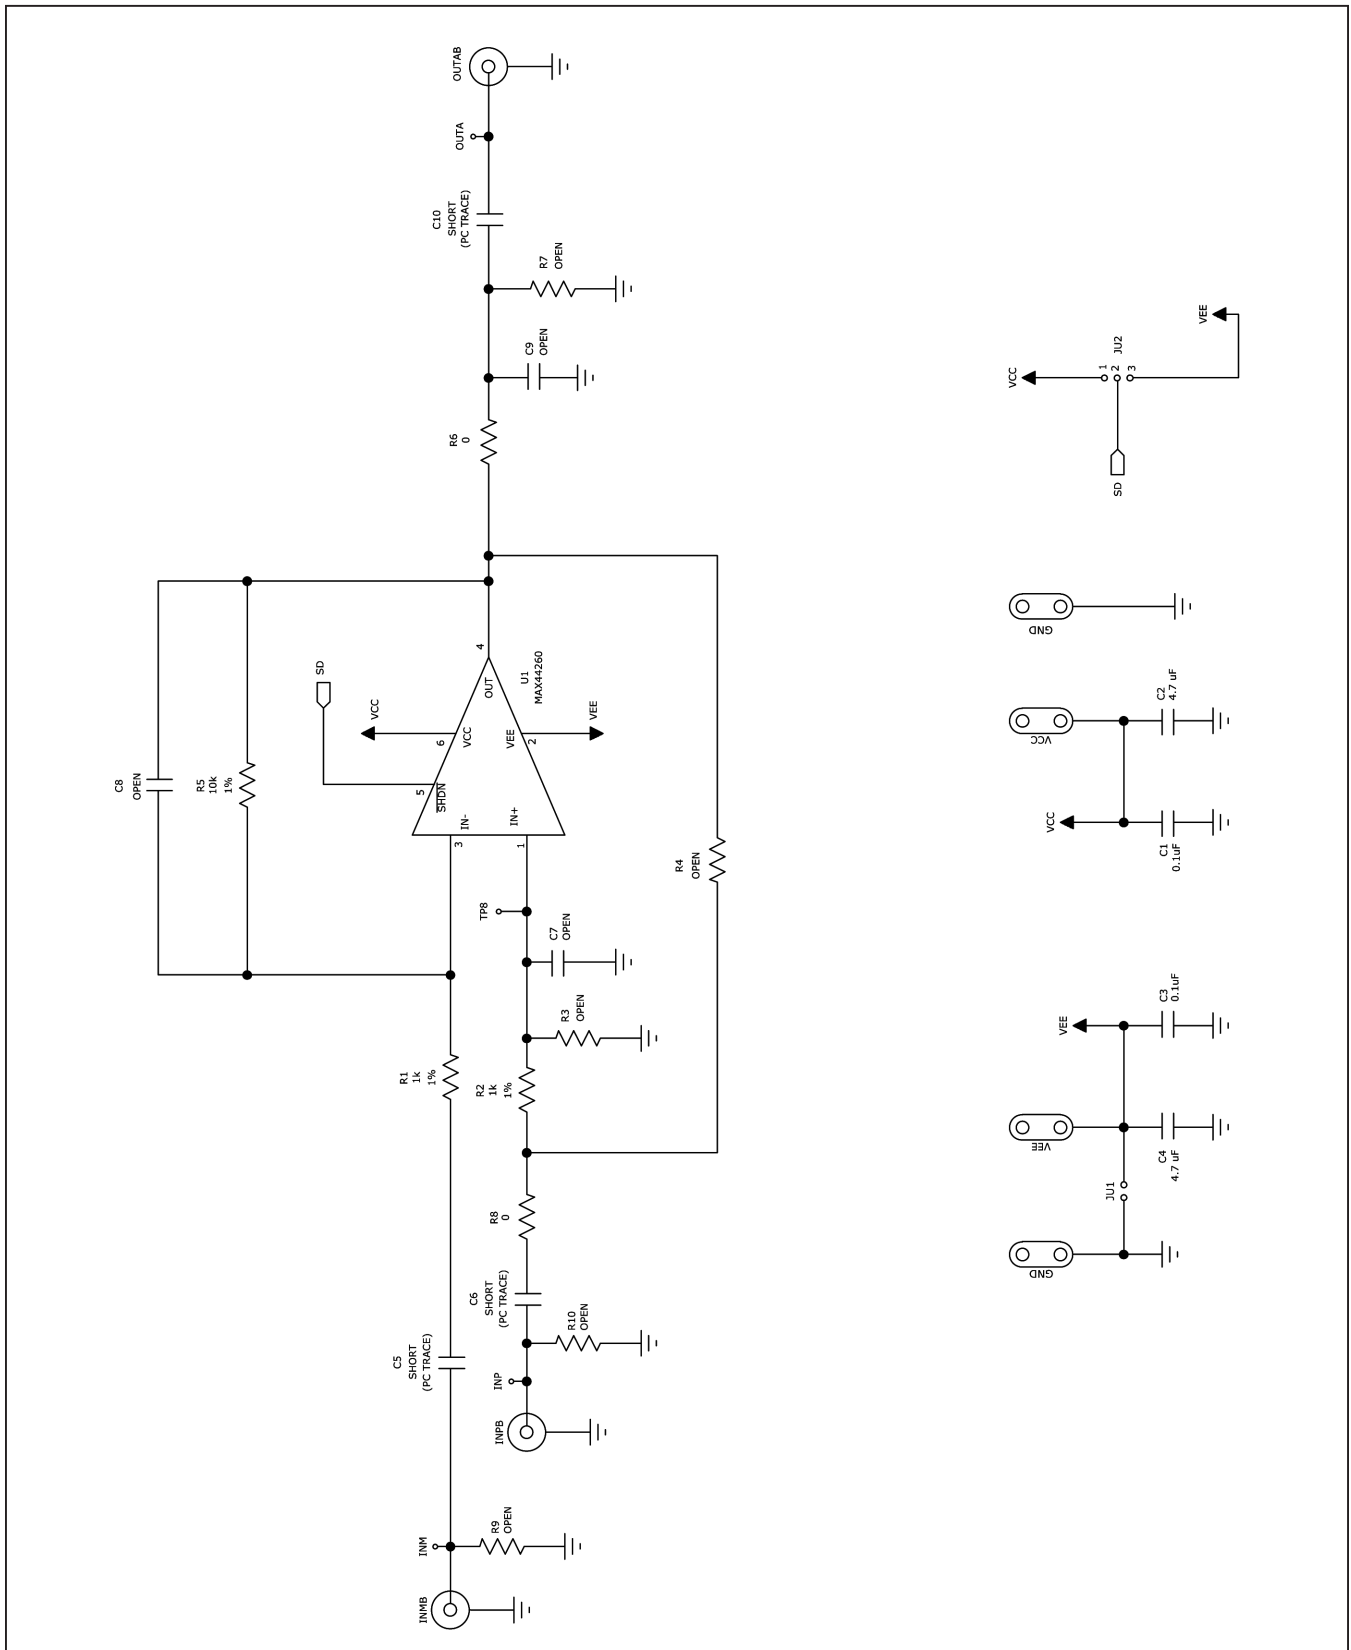 OUTAB
OUTA
C10
SHORT
(PC TRACE)
R7
OPEN
C9
OPEN
R6
0
C8
OPEN
R5
10k
1%
SD
VCC
6
VCC
5
SHDN
4
OUT
U1
MAX44260
VEE
2
VEE
IN-
3
IN+
1
TP8
C7
OPEN
R4
OPEN
R3
OPEN
R1
1k
1%
R2
1k
1%
R8
0
C6
SHORT
(PC TRACE)
R10
OPEN
C5
SHORT
(PC TRACE)
INP
INPB
INM
R9
OPEN
INMB
VCC
1
2
3
JU2
VEE
SD
GND
VCC
C2
4.7 uF
VCC
C1
0.1uF
VEE
C3
0.1uF
VEE
C4
4.7 uF
JU1
GND